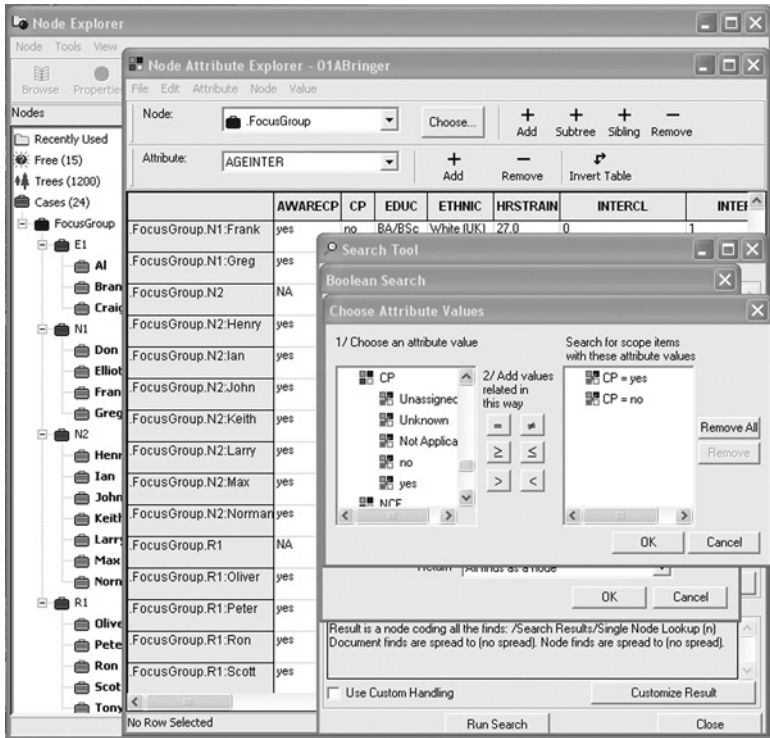 Node Explorer
Node Tools View
Browse
Nodes
Recently Used
Free (15)
Trees (1200)
Cases (24)
FocusGroup
E1
Al
N1
Don
N2
Ian
R1
Ron
Tony
Node Attribute Explorer - 01ABringer
File Edit Attribute Node Value
Node: .FocusGroup Choose... Add Subtree Sibling Remove
Attribute: AGEINTER Add Remove Invert Table
AWARECP CP EDUC ETHNIC HRSTRAIN INTERCL
.FocusGroup.N1:Frank yes no BA/BSc White (UK) 27.0 0 1
.FocusGroup.N1:Greg yes
.FocusGroup.N2 NA
.FocusGroup.N2:Henry yes
.FocusGroup.N2:Ian yes
.FocusGroup.N2:John yes
.FocusGroup.N2:Keith yes
.FocusGroup.N2:Larry yes
.FocusGroup.N2:Max yes
.FocusGroup.N2:Norman yes
.FocusGroup.R1 NA
.FocusGroup.R1:Oliver yes
.FocusGroup.R1:Peter yes
.FocusGroup.R1:Ron yes
.FocusGroup.R1:Scott yes
No Row Selected
Search Tool
Boolean Search
Choose Attribute Values
1/ Choose an attribute value
CP
Unassigned
Unknown
Not Applica
no
yes
NCF
2/ Add values
related in
this way
= ≠
≥ ≤
> <
Search for scope items
with these attribute values
CP = yes
CP = no
Remove All
Remove
OK Cancel
OK Cancel
Result is a node coding all the finds: /Search Results/Single Node Lookup (n)
Document finds are spread to (no spread). Node finds are spread to (no spread).
Use Custom Handling Customize Result
Run Search Close